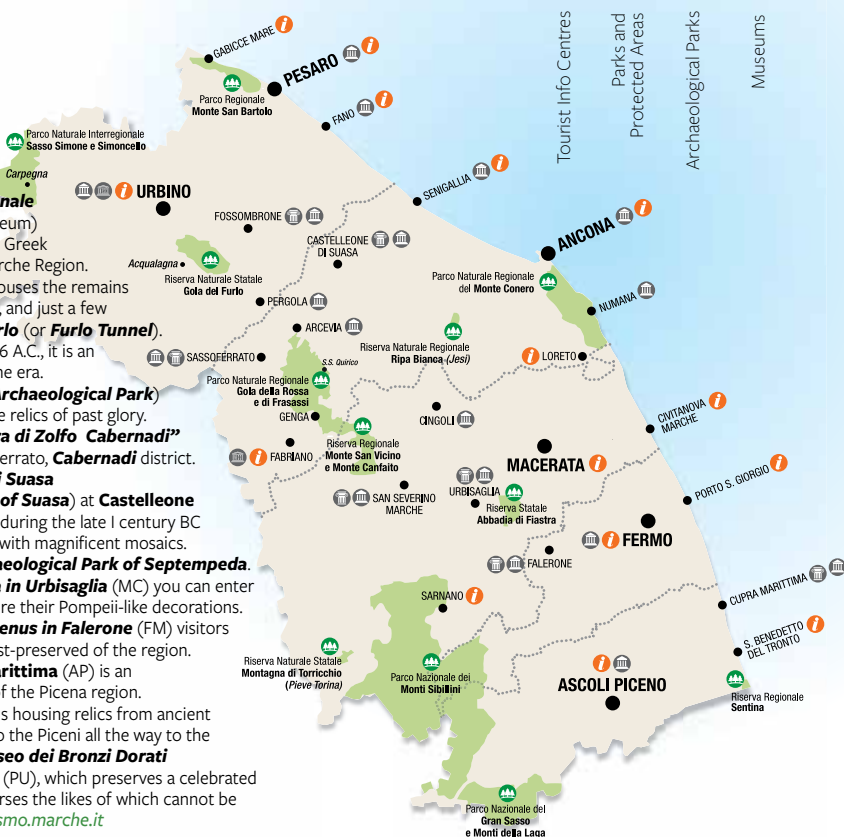 Tourist Info Centres
Parks and
Protected Areas
Archaeological Parks
Museums
GABICCE MARE
PESARO
Parco Regionale
Monte San Bartolo
FANO
Parco Naturale Interregionale
Sasso Simone e Simoncello
Carpegna
URBINO
SENIGALLIA
FOSSOMBRONE
CASTELLEONE
DI SUASA
ANCONA
Acqualagna
Riserva Naturale Statale
Gola del Furlo
Parco Naturale Regionale
del Monte Conero
NUMANA
PERGOLA
ARCEVIA
Riserva Naturale Regionale
Ripa Bianca (Jesi)
LORETO
SASSOFERRATO
S.S. Quirico
Parco Naturale Regionale
Gola della Rossa
e di Frasassi
GENGA
CINGOLI
CIVITANOVA
MARCHE
FABRIANO
Riserva Regionale
Monte San Vicino
e Monte Canfaito
MACERATA
SAN SEVERINO
MARCHE
URBISAGLIA
Riserva Statale
Abbadia di Fiastra
PORTO S. GIORGIO
FERMO
FALERONE
SARNANO
CUPRA MARITTIMA
S. BENEDETTO
DEL TRONTO
Riserva Naturale Statale
Montagna di Torricchio
(Pieve Torina)
Parco Nazionale dei
Monti Sibillini
ASCOLI PICENO
Riserva Regionale
Sentina
Parco Nazionale del
Gran Sasso
e Monti della Laga
nale
eum)
Greek
rche Region.
ouses the remains
, and just a few
rlo (or Furlo Tunnel).
6 A.C., it is an
ne era.
Archaeological Park)
e relics of past glory.
ra di Zolfo Cabernadi”
errato, Cabernadi district.
i Suasa
of Suasa) at Castelleone
during the late I century BC
with magnificent mosaics.
aeological Park of Septempeda.
a in Urbisaglia (MC) you can enter
re their Pompeii-like decorations.
enus in Falerone (FM) visitors
st-preserved of the region.
arittima (AP) is an
of the Picena region.
s housing relics from ancient
o the Piceni all the way to the
seo dei Bronzi Dorati
(PU), which preserves a celebrated
rses the likes of which cannot be
smo.marche.it